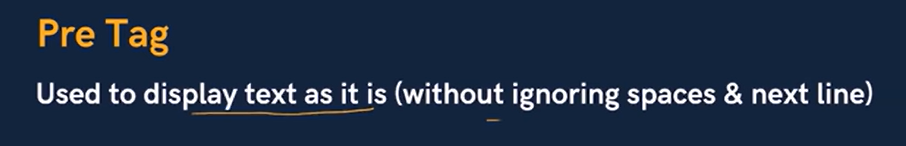 Pre Tag
Used to display text as it is (without ignoring spaces & next line)